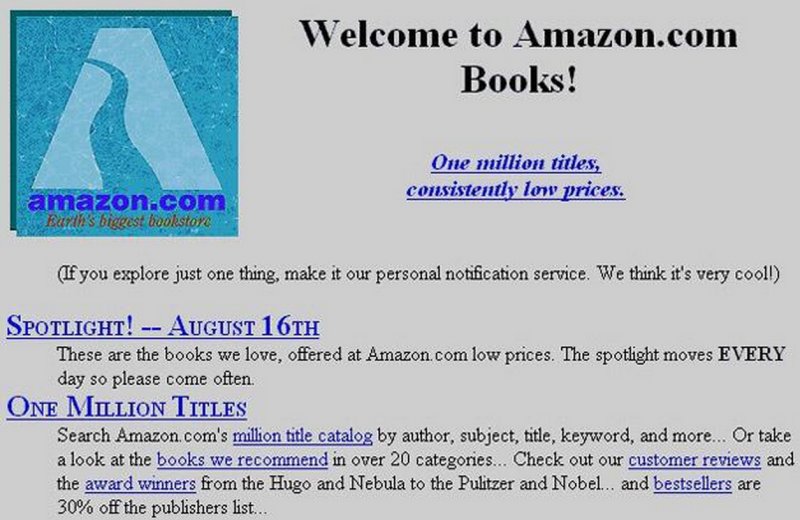 Welcome to Amazon.com
Books!
One million titles,
consistently low prices.
amazon.com
Earth's biggest bookstore
(If you explore just one thing, make it our personal notification service. We think it's very cool!)
SPOTLIGHT! -- AUGUST 16TH
These are the books we love, offered at Amazon.com low prices. The spotlight moves EVERY
day so please come often.
ONE MILLION TITLES
Search Amazon.com's million title catalog by author, subject, title, keyword, and more... Or take
a look at the books we recommend in over 20 categories... Check out our customer reviews and
the award winners from the Hugo and Nebula to the Pulitzer and Nobel... and bestsellers are
30% off the publishers list...